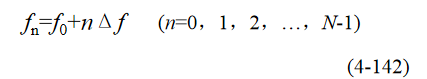 fn=f0+nΔf （n=0，1，2，…，N-1）
(4-142)